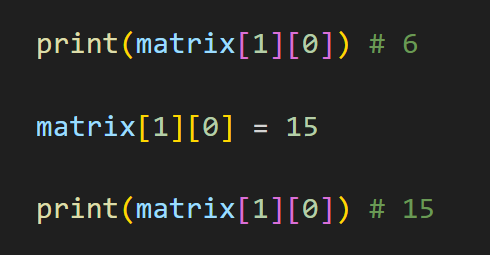 print(matrix[1][0]) # 6
matrix[1][0] = 15
print(matrix[1][0]) # 15